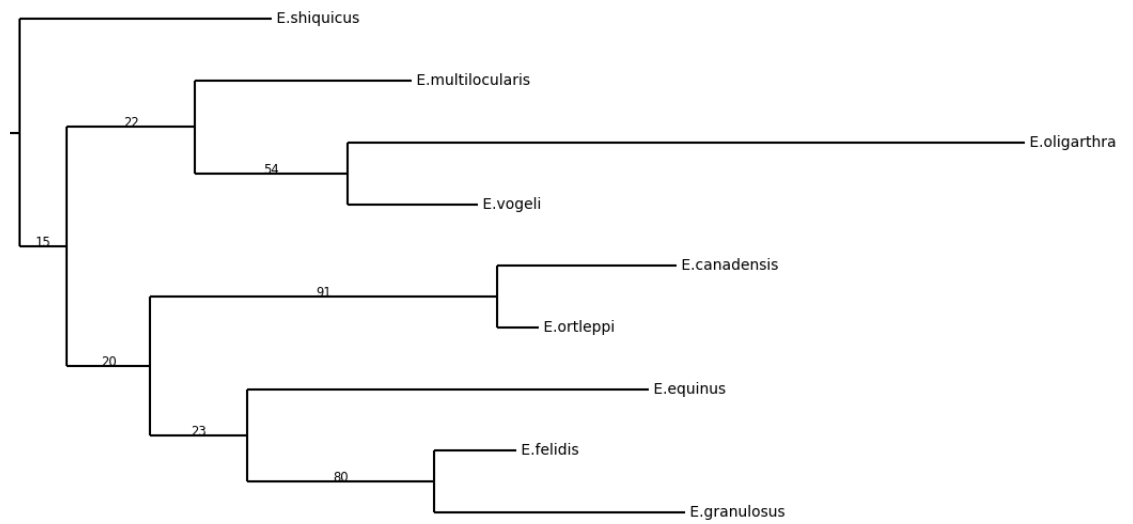 E.shiquicus
E.multilocularis
22
E.oligarthra
54
E.vogeli
15
E.canadensis
91
E.ortleppi
20
E.equinus
23
E.felidis
80
E.granulosus